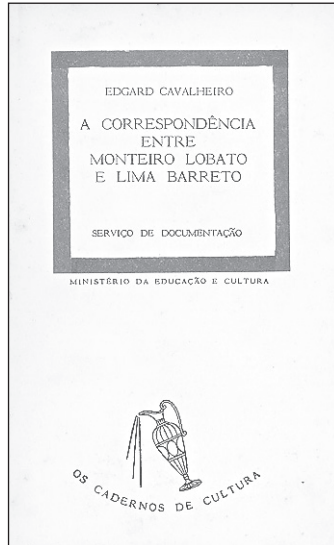 EDGARD CAVALHEIRO
A CORRESPONDÊNCIA
ENTRE
MONTEIRO LOBATO
E LIMA BARRETO
SERVIÇO DE DOCUMENTAÇÃO
MINISTÉRIO DA EDUCAÇÃO E CULTURA
OS CADERNOS DE CULTURA